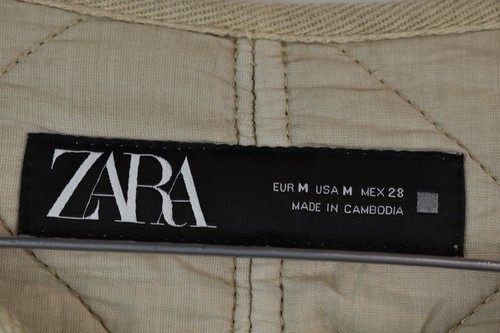 ZARA
EUR M USA M MEX 28
MADE IN CAMBODIA